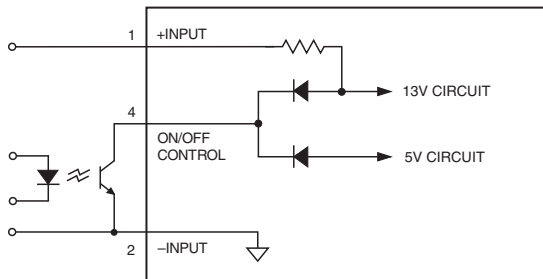 1 +INPUT
13V CIRCUIT
4
ON/OFF
CONTROL
5V CIRCUIT
2 –INPUT